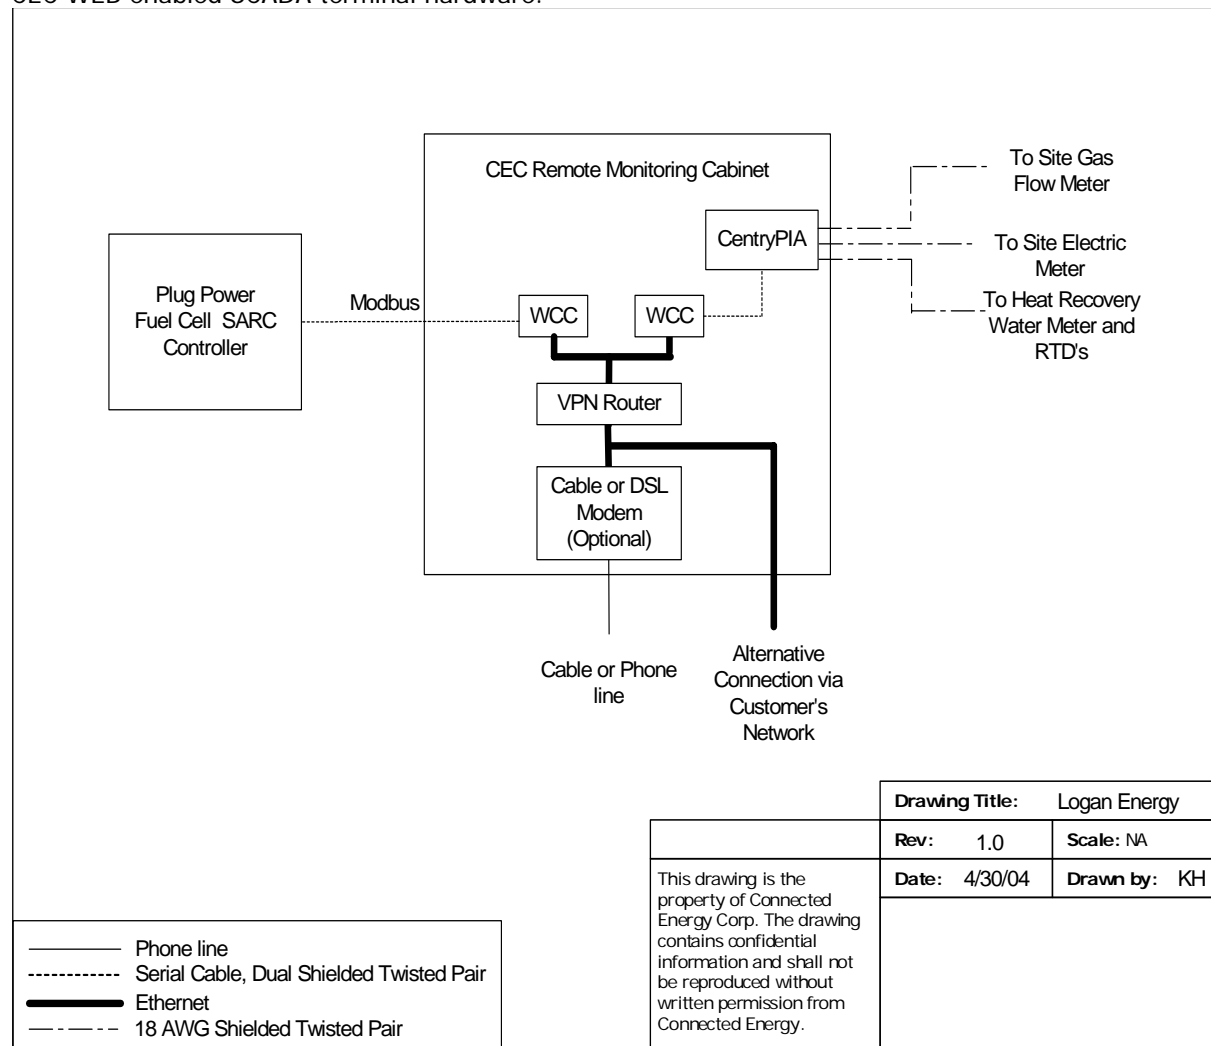 CEC WEB enabled SCADA terminal hardware.
CEC Remote Monitoring Cabinet
To Site Gas
Flow Meter
CentryPIA
To Site Electric
Meter
Plug Power
Fuel Cell SARC
Controller
Modbus
WCC
WCC
To Heat Recovery
Water Meter and
RTD's
VPN Router
Cable or DSL
Modem
(Optional)
Cable or Phone
line
Alternative
Connection via
Customer's
Network
Drawing Title: Logan Energy
Rev: 1.0
Scale: NA
Date: 4/30/04
Drawn by: KH
This drawing is the
property of Connected
Energy Corp. The drawing
contains confidential
information and shall not
be reproduced without
written permission from
Connected Energy.
Phone line
Serial Cable, Dual Shielded Twisted Pair
Ethernet
18 AWG Shielded Twisted Pair